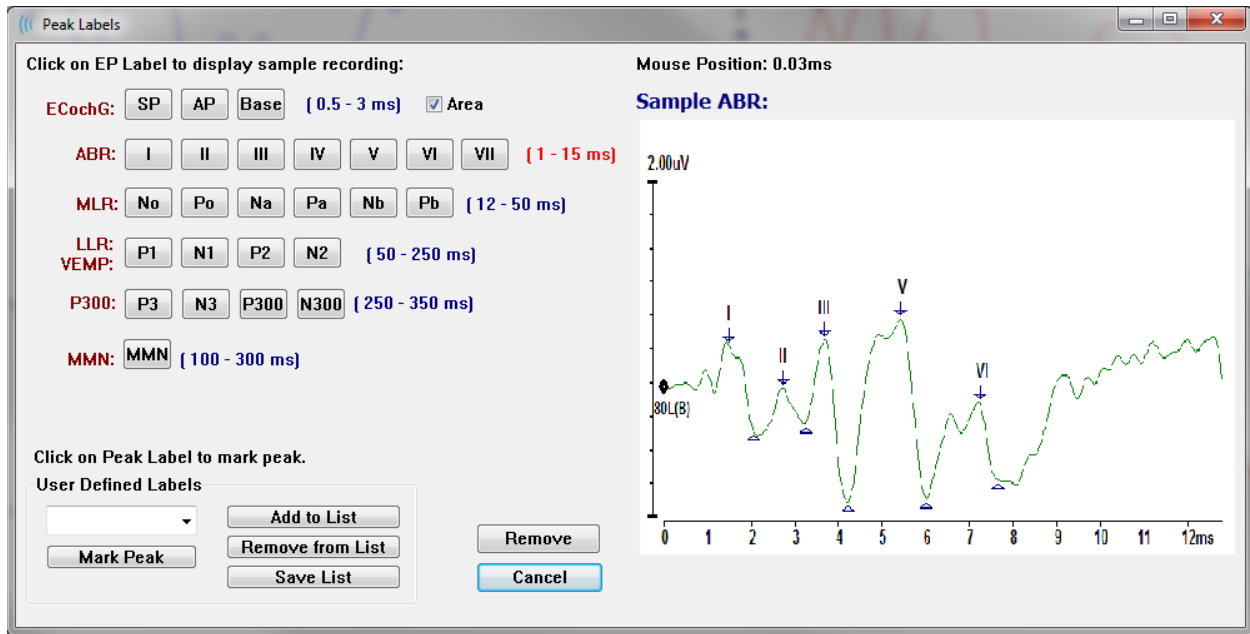 Peak Labels
Click on EP Label to display sample recording:
ECochG: SP AP Base ( 0.5 - 3 ms) Area
ABR: I II III IV V VI VII ( 1 - 15 ms)
MLR: No Po Na Pa Nb Pb ( 12 - 50 ms)
LLR:
VEMP: P1 N1 P2 N2 ( 50 - 250 ms)
P300: P3 N3 P300 N300 ( 250 - 350 ms)
MMN: MMN ( 100 - 300 ms)
Click on Peak Label to mark peak.
User Defined Labels
Add to List
Mark Peak
Remove from List
Save List
Remove
Cancel
Mouse Position: 0.03ms
Sample ABR:
2.00uV
I II III V VI
80L(B)
0 1 2 3 4 5 6 7 8 9 10 11 12ms